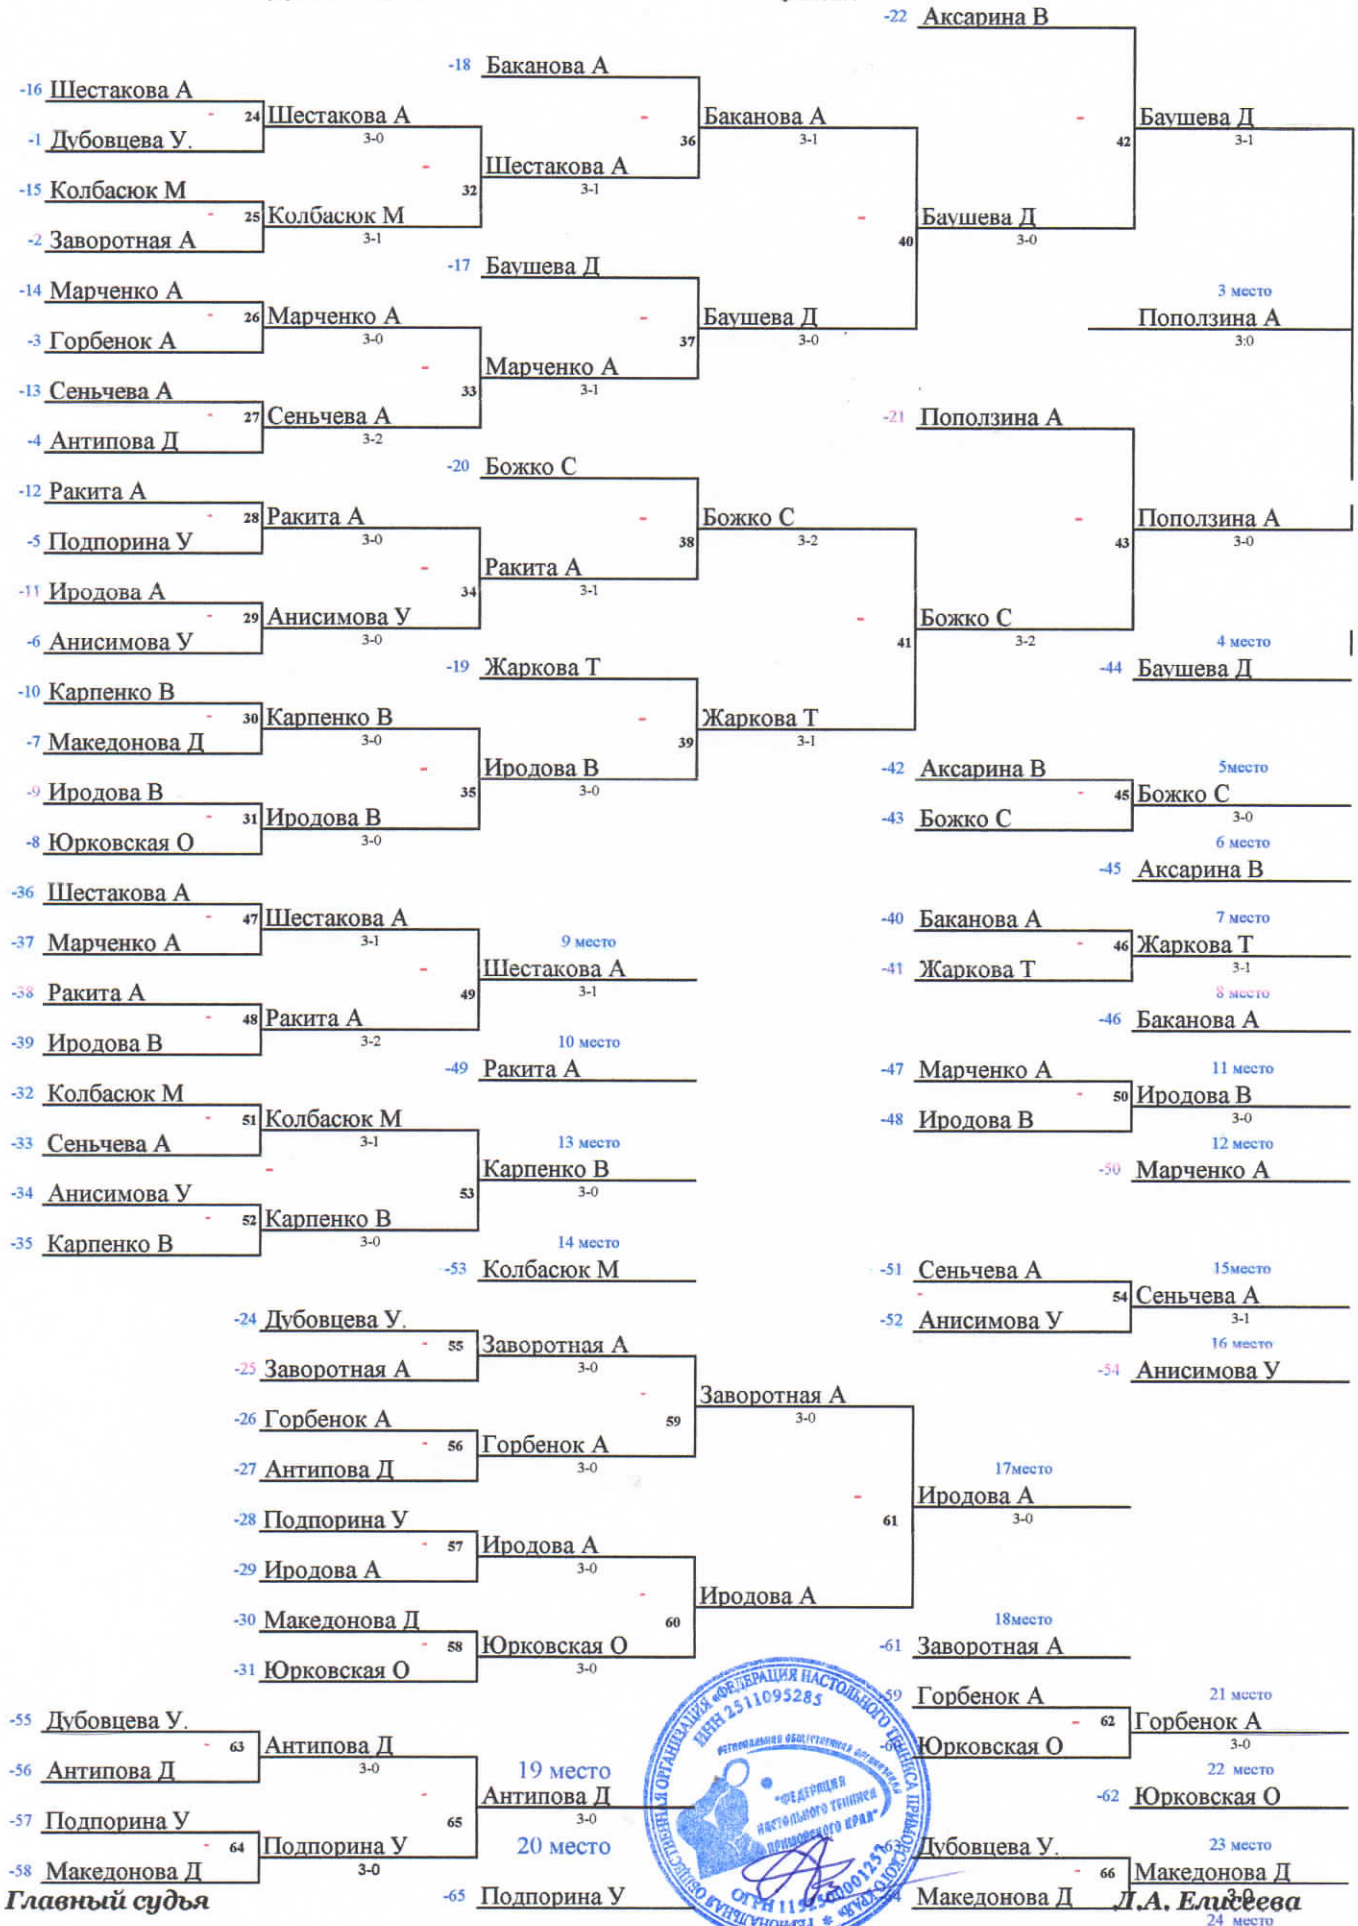 -22 Аксарина В
-18 Баканова А
-16 Шестакова А
24 Шестакова А
3-0
-1 Дубовцева У.
36 Баканова А
3-1
42 Баушева Д
3-1
32 Шестакова А
3-1
-15 Колбасюк М
25 Колбасюк М
3-1
-2 Заворотная А
40 Баушева Д
3-0
-17 Баушева Д
-14 Марченко А
26 Марченко А
3-0
-3 Горбенок А
37 Баушева Д
3-0
3 место
Поползина А
3:0
33 Марченко А
3-1
-13 Сеньчева А
27 Сеньчева А
3-2
-4 Антипова Д
-21 Поползина А
-20 Божко С
-12 Ракита А
28 Ракита А
3-0
-5 Подпорина У
38 Божко С
3-2
43 Поползина А
3-0
34 Ракита А
3-1
-11 Иродова А
29 Анисимова У
3-0
-6 Анисимова У
41 Божко С
3-2
4 место
-44 Баушева Д
-19 Жаркова Т
-10 Карпенко В
30 Карпенко В
3-0
-7 Македонова Д
39 Жаркова Т
3-1
35 Иродова В
3-0
-9 Иродова В
31 Иродова В
3-0
-8 Юрковская О
-42 Аксарина В
5место
45 Божко С
3-0
-43 Божко С
6 место
-45 Аксарина В
-36 Шестакова А
47 Шестакова А
3-1
-37 Марченко А
9 место
49 Шестакова А
3-1
-38 Ракита А
48 Ракита А
3-2
-39 Иродова В
10 место
-49 Ракита А
-40 Баканова А
7 место
46 Жаркова Т
3-1
-41 Жаркова Т
8 место
-46 Баканова А
-47 Марченко А
11 место
50 Иродова В
3-0
-48 Иродова В
12 место
-50 Марченко А
-32 Колбасюк М
51 Колбасюк М
3-1
-33 Сеньчева А
13 место
53 Карпенко В
3-0
-34 Анисимова У
52 Карпенко В
3-0
-35 Карпенко В
14 место
-53 Колбасюк М
-51 Сеньчева А
15место
54 Сеньчева А
3-1
-52 Анисимова У
16 место
-54 Анисимова У
-24 Дубовцева У.
55 Заворотная А
3-0
-25 Заворотная А
59 Заворотная А
3-0
-26 Горбенок А
56 Горбенок А
3-0
-27 Антипова Д
17место
61 Иродова А
3-0
-28 Подпорина У
57 Иродова А
3-0
-29 Иродова А
60 Иродова А
-30 Македонова Д
58 Юрковская О
3-0
-31 Юрковская О
18место
-61 Заворотная А
-55 Дубовцева У.
63 Антипова Д
3-0
-56 Антипова Д
19 место
65 Антипова Д
3-0
-57 Подпорина У
64 Подпорина У
3-0
-58 Македонова Д
20 место
-65 Подпорина У
-59 Горбенок А
21 место
62 Горбенок А
3-0
-60 Юрковская О
22 место
-62 Юрковская О
-63 Дубовцева У.
23 место
66 Македонова Д
3-0
-64 Македонова Д
24 место
Главный судья
Л.А. Елисеева
ИНН 2511095285
РЕГИОНАЛЬНАЯ ОБЩЕСТВЕННАЯ ОРГАНИЗАЦИЯ
"ФЕДЕРАЦИЯ
НАСТОЛЬНОГО ТЕННИСА
ПРИМОРСКОГО КРАЯ"